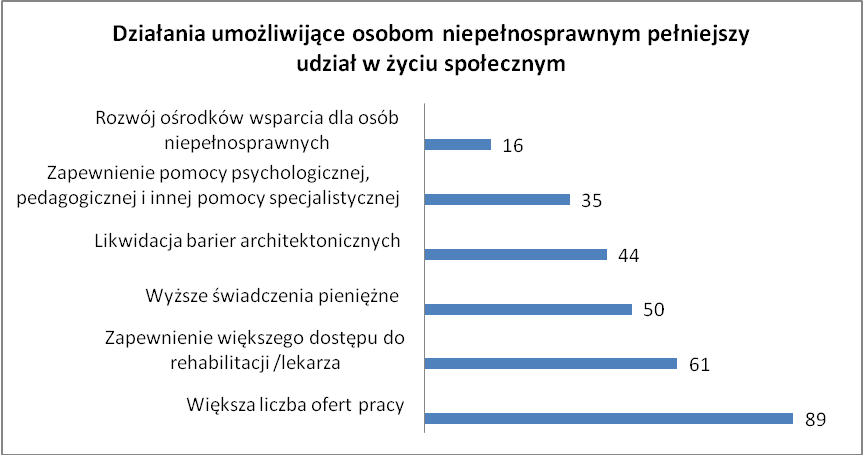 Działania umożliwijące osobom niepełnosprawnym pełniejszy
udział w życiu społecznym
Rozwój ośrodków wsparcia dla osób
niepełnosprawnych
16
Zapewnienie pomocy psychologicznej,
pedagogicznej i innej pomocy specjalistycznej
35
Likwidacja barier architektonicznych
44
Wyższe świadczenia pieniężne
50
Zapewnienie większego dostępu do
rehabilitacji /lekarza
61
Większa liczba ofert pracy
89